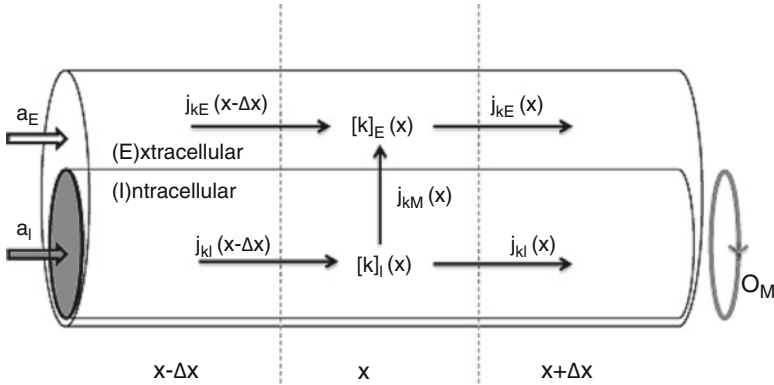 a_E
j_kE (x-Δx)
[k]_E (x)
j_kE (x)
(E)xtracellular
(I)ntracellular
j_kM (x)
a_I
j_kI (x-Δx)
[k]_I (x)
j_kI (x)
O_M
x-Δx
x
x+Δx